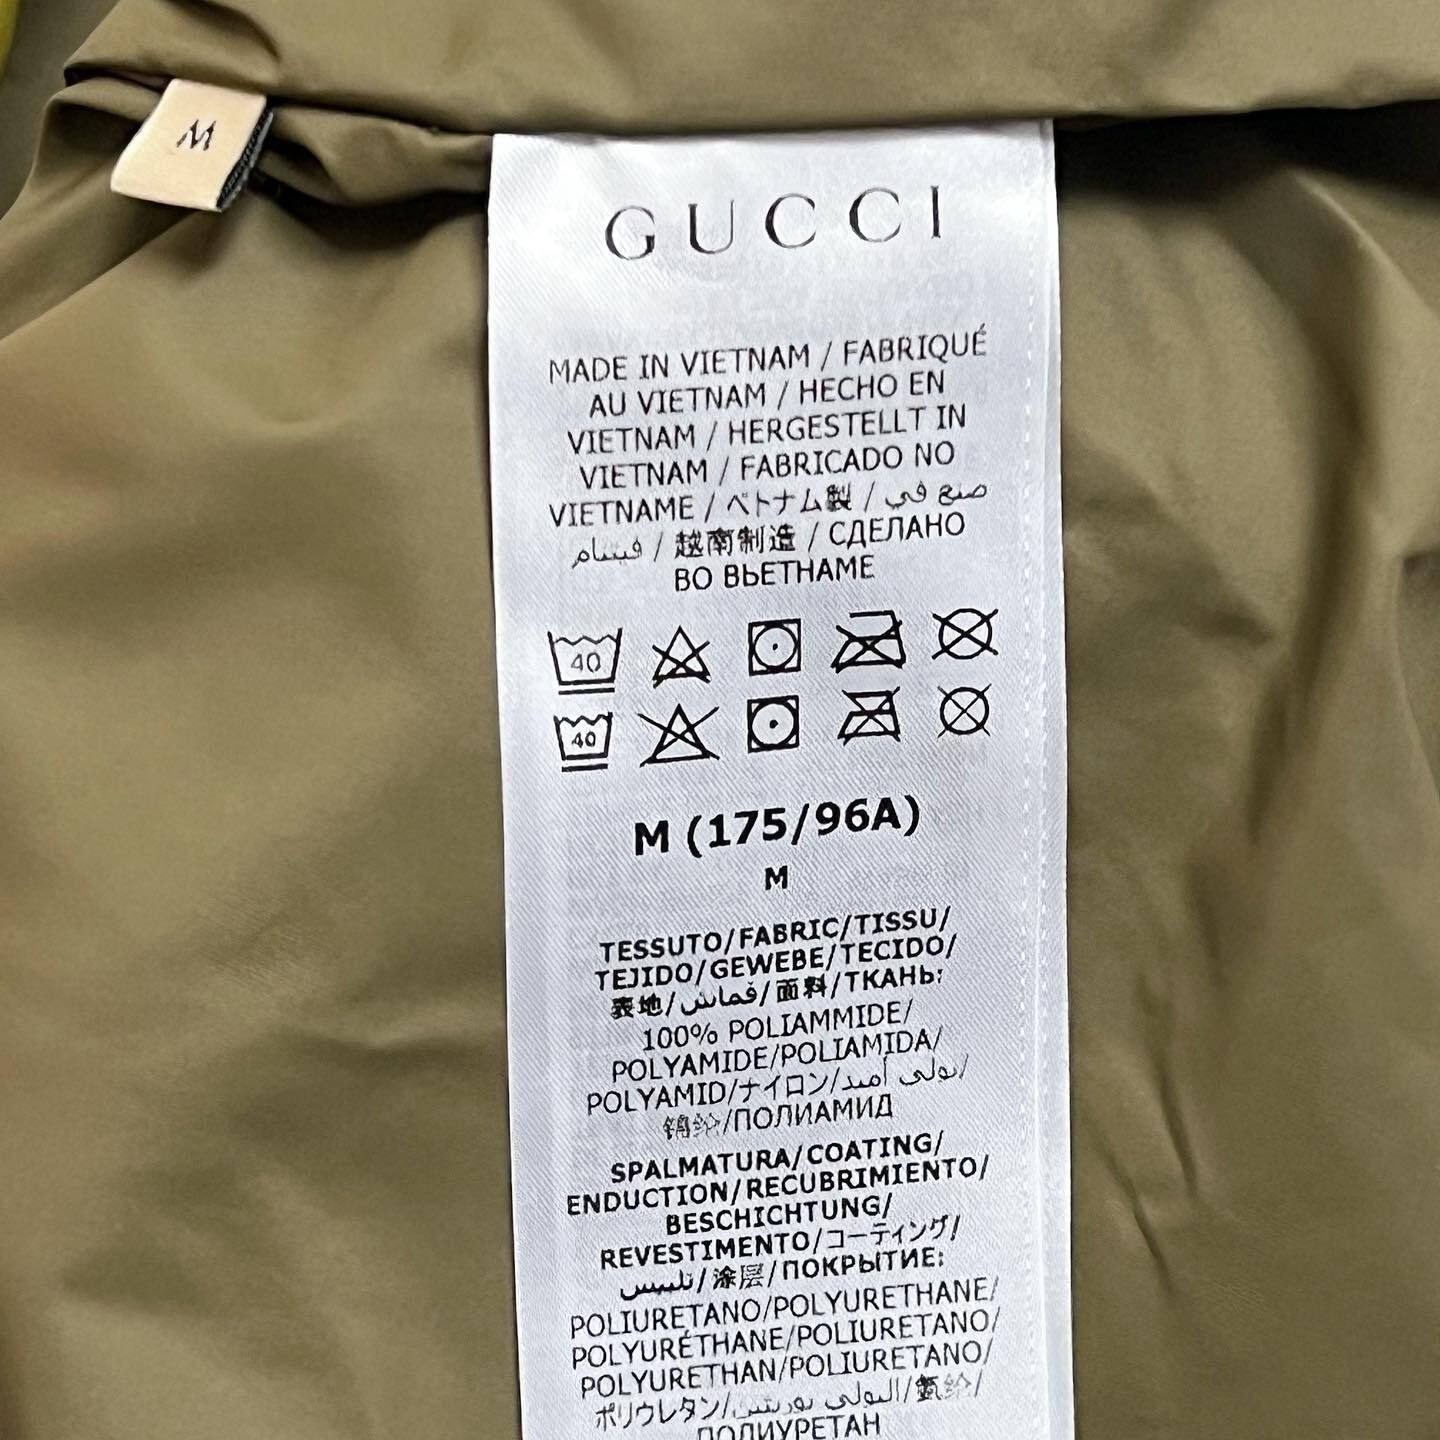 M
GUCCI
MADE IN VIETNAM / FABRIQUÉ
AU VIETNAM / HECHO EN
VIETNAM / HERGESTELLT IN
VIETNAM / FABRICADO NO
VIETNAME / ベトナム製 / صنع في
فيتنام / 越南制造 / СДЕЛАНО
ВО ВЬЕТНАМЕ
40
40
M (175/96A)
M
TESSUTO/FABRIC/TISSU/
TEJIDO/GEWEBE/TECIDO/
表地/قماش/面料/ТКАНЬ:
100% POLIAMMIDE/
POLYAMIDE/POLIAMIDA/
POLYAMID/ナイロン/بولي أميد/
锦纶/ПОЛИАМИД
SPALMATURA/COATING/
ENDUCTION/RECUBRIMIENTO/
BESCHICHTUNG/
REVESTIMENTO/コーティング/
تلبيس/涂层/ПОКРЫТИЕ:
POLIURETANO/POLYURETHANE/
POLYURÉTHANE/POLIURETANO/
POLYURETHAN/POLIURETANO/
ポリウレタン/البولي يوريثين/氨纶/
ПОЛИУРЕТАН